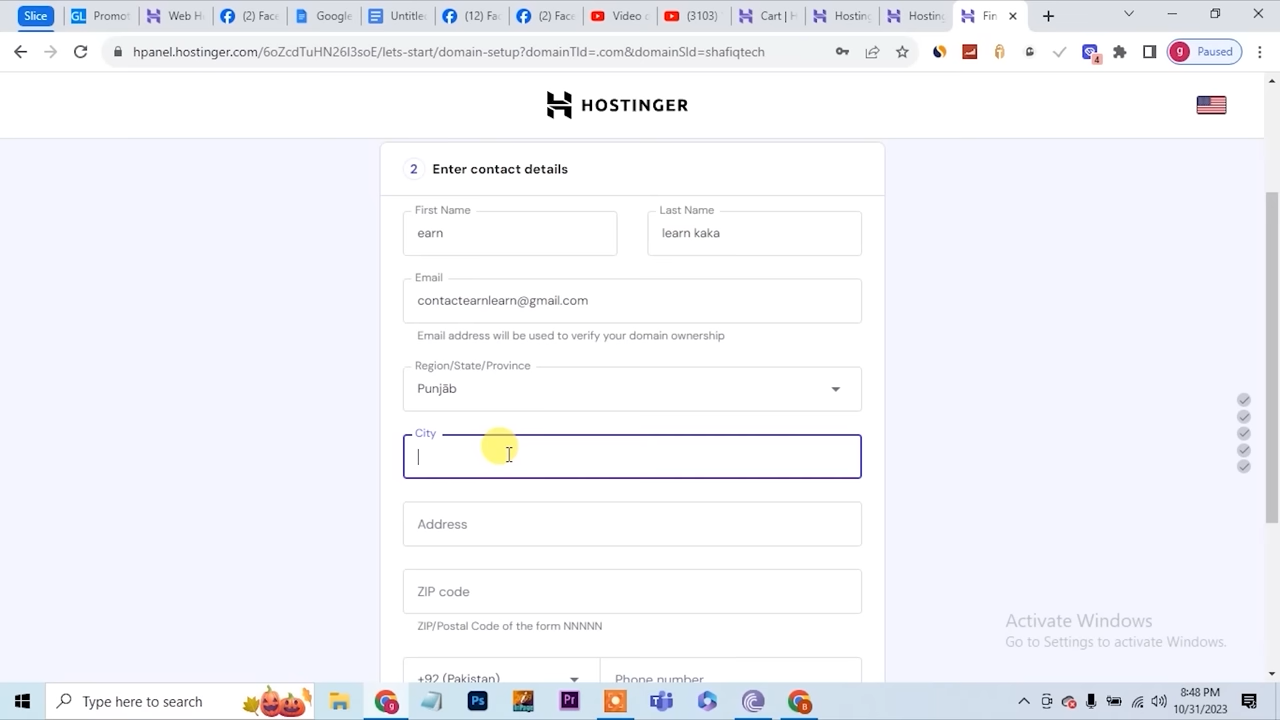 Slice
Promot
Web H
(2) Fac
Google
Untitle
(12) Fa
(2) Face
Video
(3103)
Cart | H
Hosting
Hosting
Fin
hpanel.hostinger.com/6oZcdTuHN26I3soE/lets-start/domain-setup?domainTld=.com&domainSld=shafiqtech
4
g Paused
HOSTINGER
2 Enter contact details
First Name
Last Name
earn
learn kaka
Email
contactearnlearn@gmail.com
Email address will be used to verify your domain ownership
Region/State/Province
Punjāb
City
Address
ZIP code
ZIP/Postal Code of the form NNNNN
+92 (Pakistan)
Phone number
Activate Windows
Go to Settings to activate Windows.
Type here to search
8:48 PM
10/31/2023